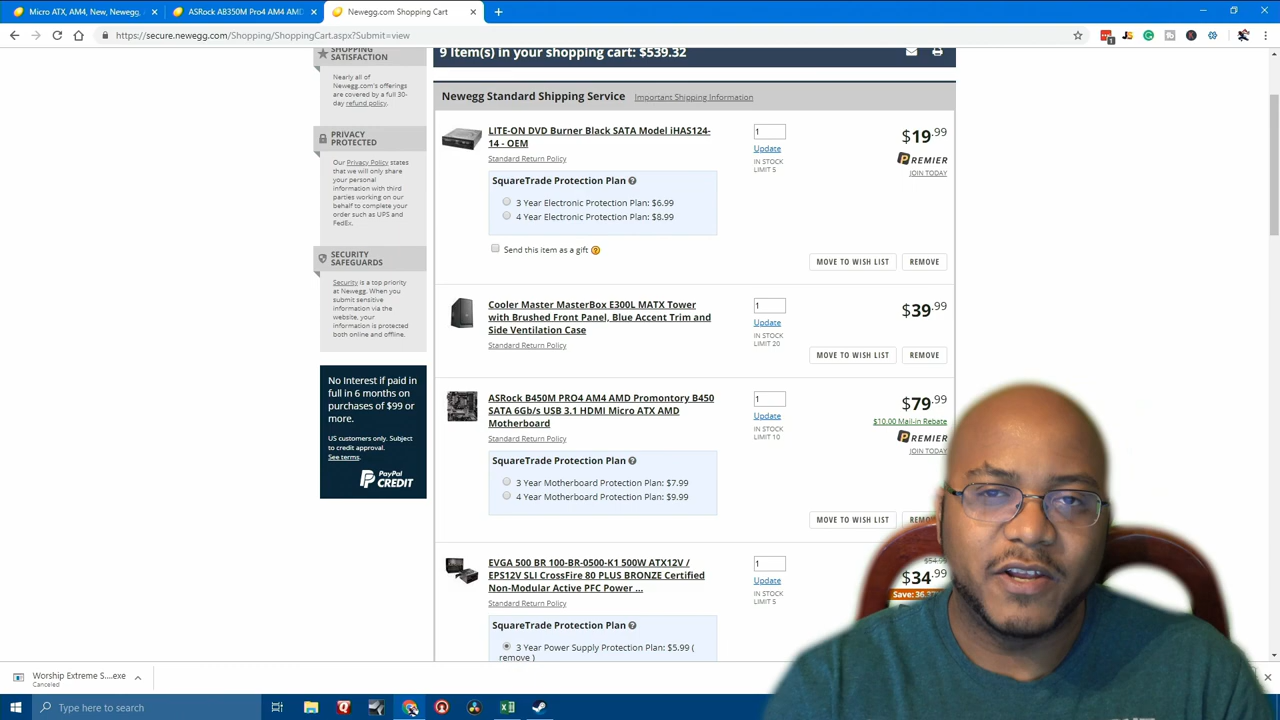 Micro ATX, AM4, New, Newegg,
ASRock AB350M Pro4 AM4 AMD
Newegg.com Shopping Cart
https://secure.newegg.com/Shopping/ShoppingCart.aspx?Submit=view
1
JS
SHOPPING
SATISFACTION
Nearly all of
Newegg.com's offerings
are covered by a full 30-
day refund policy.
PRIVACY
PROTECTED
Our Privacy Policy states
that we will only share
your personal
information with third
parties working on our
behalf to complete your
order such as UPS and
FedEx.
SECURITY
SAFEGUARDS
Security is a top priority
at Newegg. When you
submit sensitive
information via the
website, your
information is protected
both online and offline.
No Interest if paid in
full in 6 months on
purchases of $99 or
more.
US customers only. Subject
to credit approval.
See terms.
PayPal
CREDIT
9 Item(s) in your shopping cart: $539.32
Newegg Standard Shipping Service Important Shipping Information
LITE-ON DVD Burner Black SATA Model iHAS124-
14 - OEM
Standard Return Policy
1
Update
IN STOCK
LIMIT 5
$19.99
PREMIER
JOIN TODAY
SquareTrade Protection Plan ?
3 Year Electronic Protection Plan: $6.99
4 Year Electronic Protection Plan: $8.99
Send this item as a gift
MOVE TO WISH LIST REMOVE
Cooler Master MasterBox E300L MATX Tower
with Brushed Front Panel, Blue Accent Trim and
Side Ventilation Case
Standard Return Policy
1
Update
IN STOCK
LIMIT 20
$39.99
MOVE TO WISH LIST REMOVE
ASRock B450M PRO4 AM4 AMD Promontory B450
SATA 6Gb/s USB 3.1 HDMI Micro ATX AMD
Motherboard
Standard Return Policy
1
Update
IN STOCK
LIMIT 10
$79.99
$10.00 Mail-in Rebate
PREMIER
JOIN TODAY
SquareTrade Protection Plan ?
3 Year Motherboard Protection Plan: $7.99
4 Year Motherboard Protection Plan: $9.99
MOVE TO WISH LIST
EVGA 500 BR 100-BR-0500-K1 500W ATX12V /
EPS12V SLI CrossFire 80 PLUS BRONZE Certified
Non-Modular Active PFC Power ...
Standard Return Policy
1
Update
IN STOCK
LIMIT 5
$34.99
Save:
SquareTrade Protection Plan ?
3 Year Power Supply Protection Plan: $5.99 (
remove )
Worship Extreme S....exe
Canceled
Type here to search